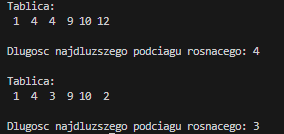 Tablica:
1 4 4 9 10 12
Dlugosc najdluzszego podciagu rosnacego: 4
Tablica:
1 4 3 9 10 2
Dlugosc najdluzszego podciagu rosnacego: 3